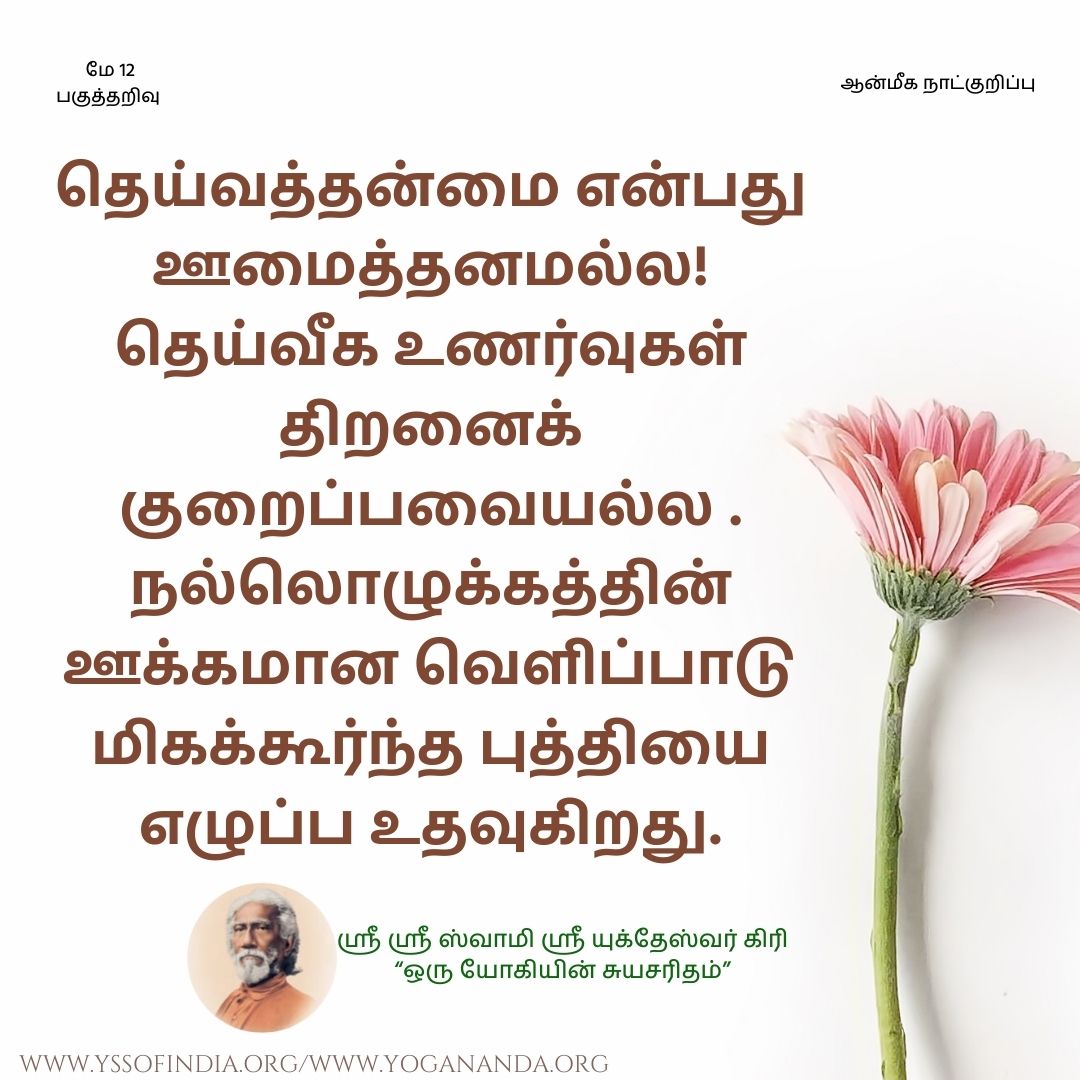 மே 12
பகுத்தறிவு
ஆன்மீக நாட்குறிப்பு
தெய்வத்தன்மை என்பது
ஊமைத்தனமல்ல!
தெய்வீக உணர்வுகள்
திறனைக்
குறைப்பவையல்ல .
நல்லொழுக்கத்தின்
ஊக்கமான வெளிப்பாடு
மிகக்கூர்ந்த புத்தியை
எழுப்ப உதவுகிறது.
ஸ்ரீ ஸ்ரீ ஸ்வாமி ஸ்ரீ யுக்தேஸ்வர் கிரி
“ஒரு யோகியின் சுயசரிதம்”
WWW.YSSOFINDIA.ORG/WWW.YOGANANDA.ORG